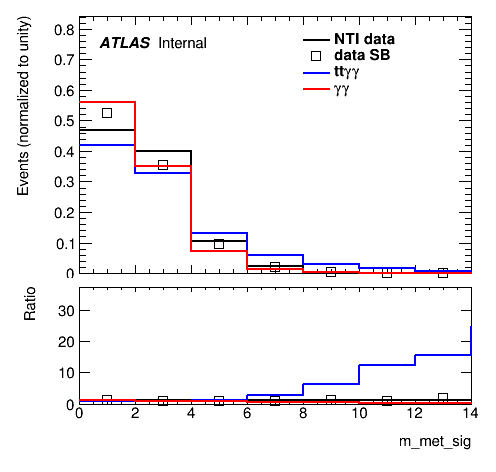 Events (normalized to unity)
0.8
0.7
0.6
0.5
0.4
0.3
0.2
0.1
0
ATLAS Internal
NTI data
data SB
ttγγ
γγ
Ratio
30
20
10
0
0 2 4 6 8 10 12 14
m_met_sig